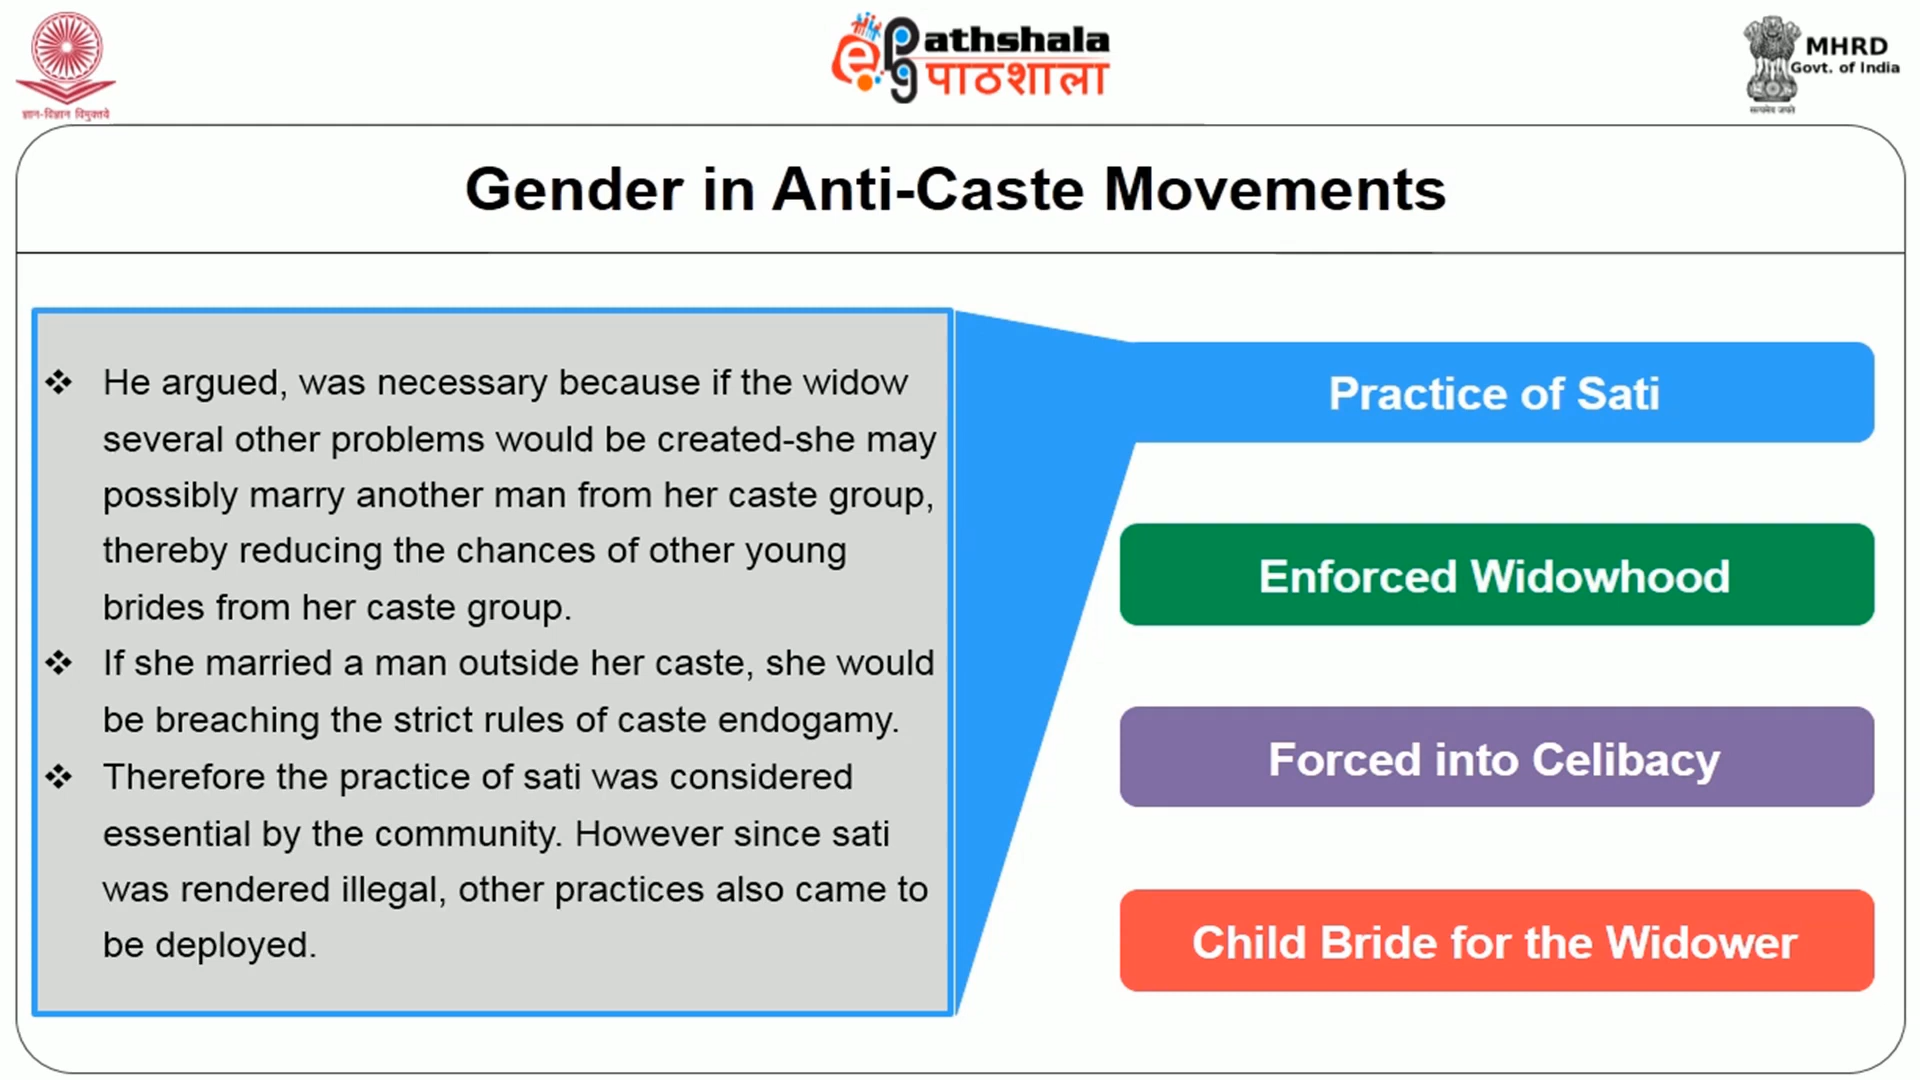 ज्ञान-विज्ञान विमुक्तये
e
pg
athshala
पाठशाला
MHRD
Govt. of India
सत्यमेव जयते
Gender in Anti-Caste Movements
❖ He argued, was necessary because if the widow
several other problems would be created-she may
possibly marry another man from her caste group,
thereby reducing the chances of other young
brides from her caste group.
❖ If she married a man outside her caste, she would
be breaching the strict rules of caste endogamy.
❖ Therefore the practice of sati was considered
essential by the community. However since sati
was rendered illegal, other practices also came to
be deployed.
Practice of Sati
Enforced Widowhood
Forced into Celibacy
Child Bride for the Widower